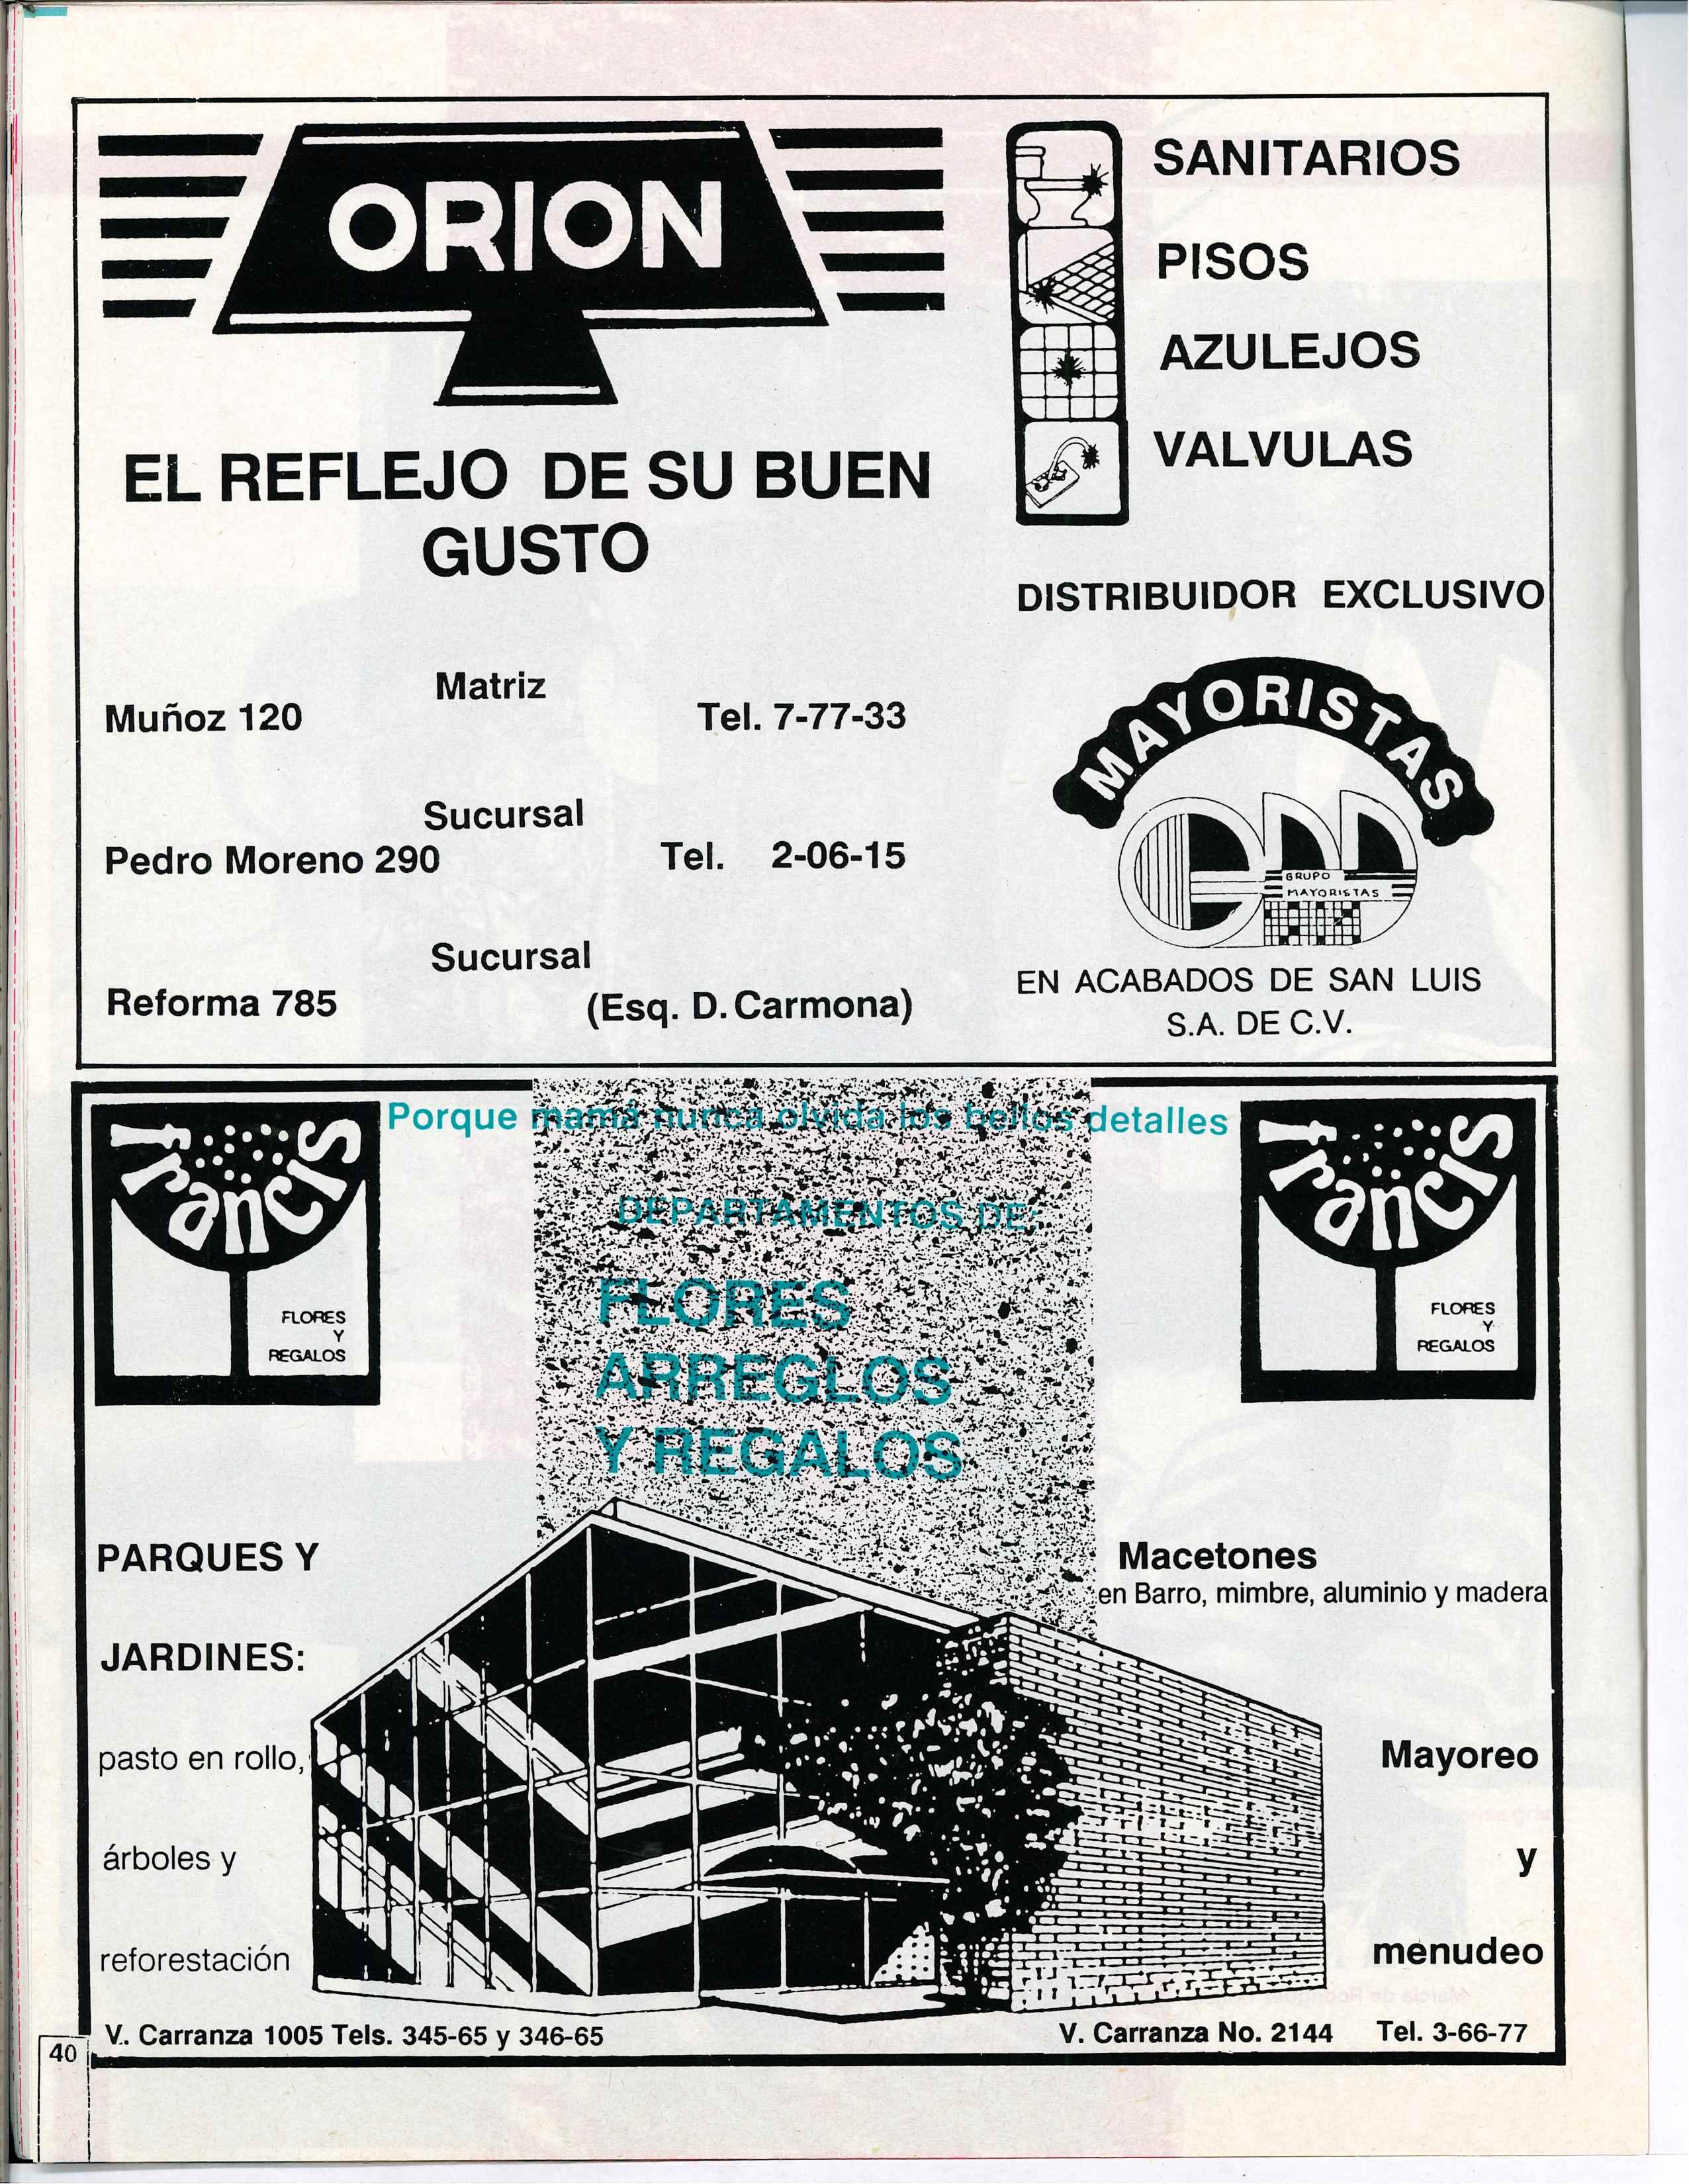 ORION
EL REFLEJO DE SU BUEN
GUSTO
Matriz
Muñoz 120 Tel. 7-77-33
Sucursal
Pedro Moreno 290 Tel. 2-06-15
Sucursal
Reforma 785 (Esq. D. Carmona)
SANITARIOS
PISOS
AZULEJOS
VALVULAS
DISTRIBUIDOR EXCLUSIVO
MAYORISTAS
GRUPO
MAYORISTAS
EN ACABADOS DE SAN LUIS
S.A. DE C.V.
Porque mamá nunca olvida los bellos detalles
francis
FLORES
Y
REGALOS
francis
FLORES
Y
REGALOS
DEPARTAMENTOS DE:
FLORES
ARREGLOS
Y REGALOS
PARQUES Y
JARDINES:
pasto en rollo,
árboles y
reforestación
Macetones
en Barro, mimbre, aluminio y madera
Mayoreo
y
menudeo
V. Carranza 1005 Tels. 345-65 y 346-65
V. Carranza No. 2144 Tel. 3-66-77
40